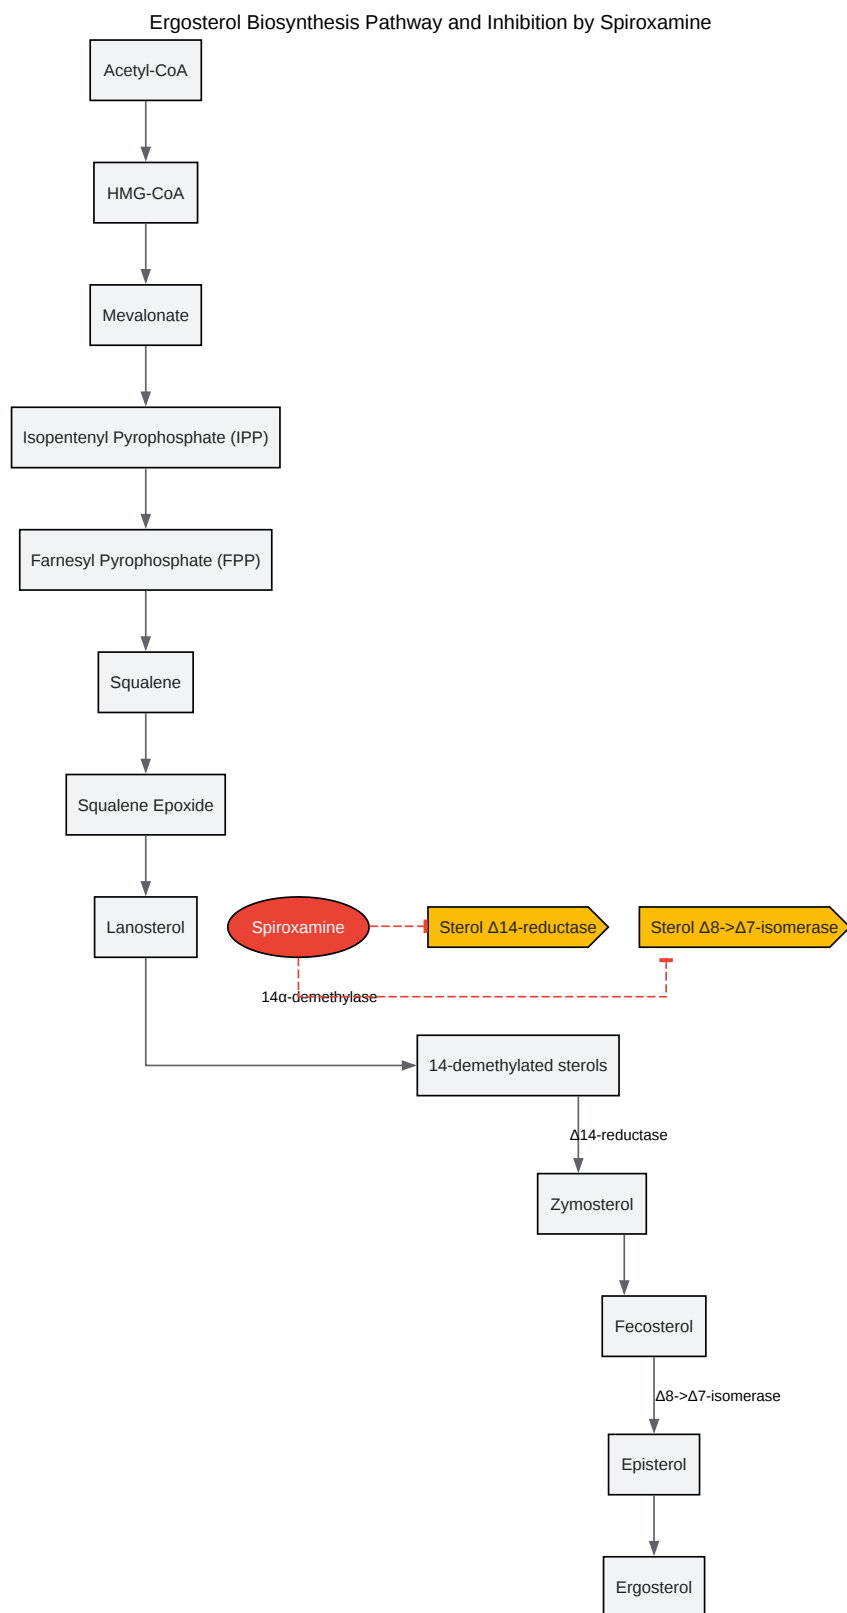 Ergosterol Biosynthesis Pathway and Inhibition by Spiroxamine
Acetyl-CoA
HMG-CoA
Mevalonate
Isopentenyl Pyrophosphate (IPP)
Farnesyl Pyrophosphate (FPP)
Squalene
Squalene Epoxide
Lanosterol
Spiroxamine
Sterol Δ14-reductase
Sterol Δ8->Δ7-isomerase
14α-demethylase
14-demethylated sterols
Δ14-reductase
Zymosterol
Fecosterol
Δ8->Δ7-isomerase
Episterol
Ergosterol